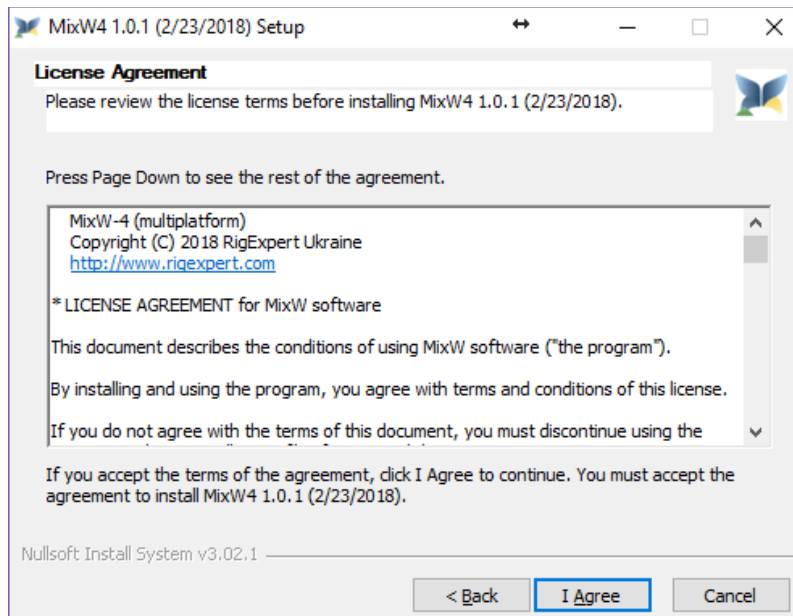 MixW4 1.0.1 (2/23/2018) Setup
License Agreement
Please review the license terms before installing MixW4 1.0.1 (2/23/2018).
Press Page Down to see the rest of the agreement.
MixW-4 (multiplatform)
Copyright (C) 2018 RigExpert Ukraine
http://www.rigexpert.com
* LICENSE AGREEMENT for MixW software
This document describes the conditions of using MixW software ("the program").
By installing and using the program, you agree with terms and conditions of this license.
If you do not agree with the terms of this document, you must discontinue using the
If you accept the terms of the agreement, click I Agree to continue. You must accept the
agreement to install MixW4 1.0.1 (2/23/2018).
Nullsoft Install System v3.02.1
< Back
I Agree
Cancel